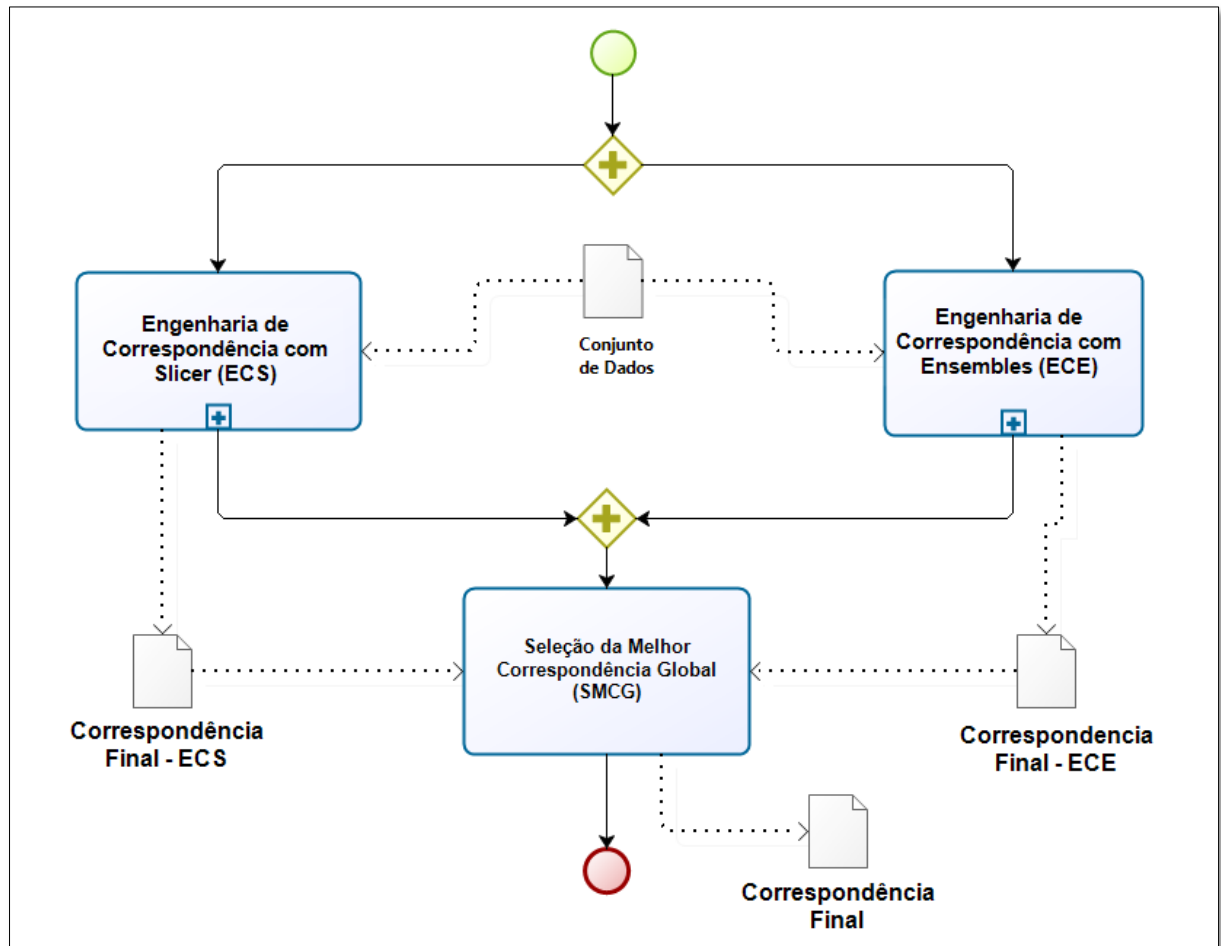 Engenharia de
Correspondência com
Slicer (ECS)
Conjunto
de Dados
Engenharia de
Correspondência com
Ensembles (ECE)
Seleção da Melhor
Correspondência Global
(SMCG)
Correspondência
Final - ECS
Correspondencia
Final - ECE
Correspondência
Final